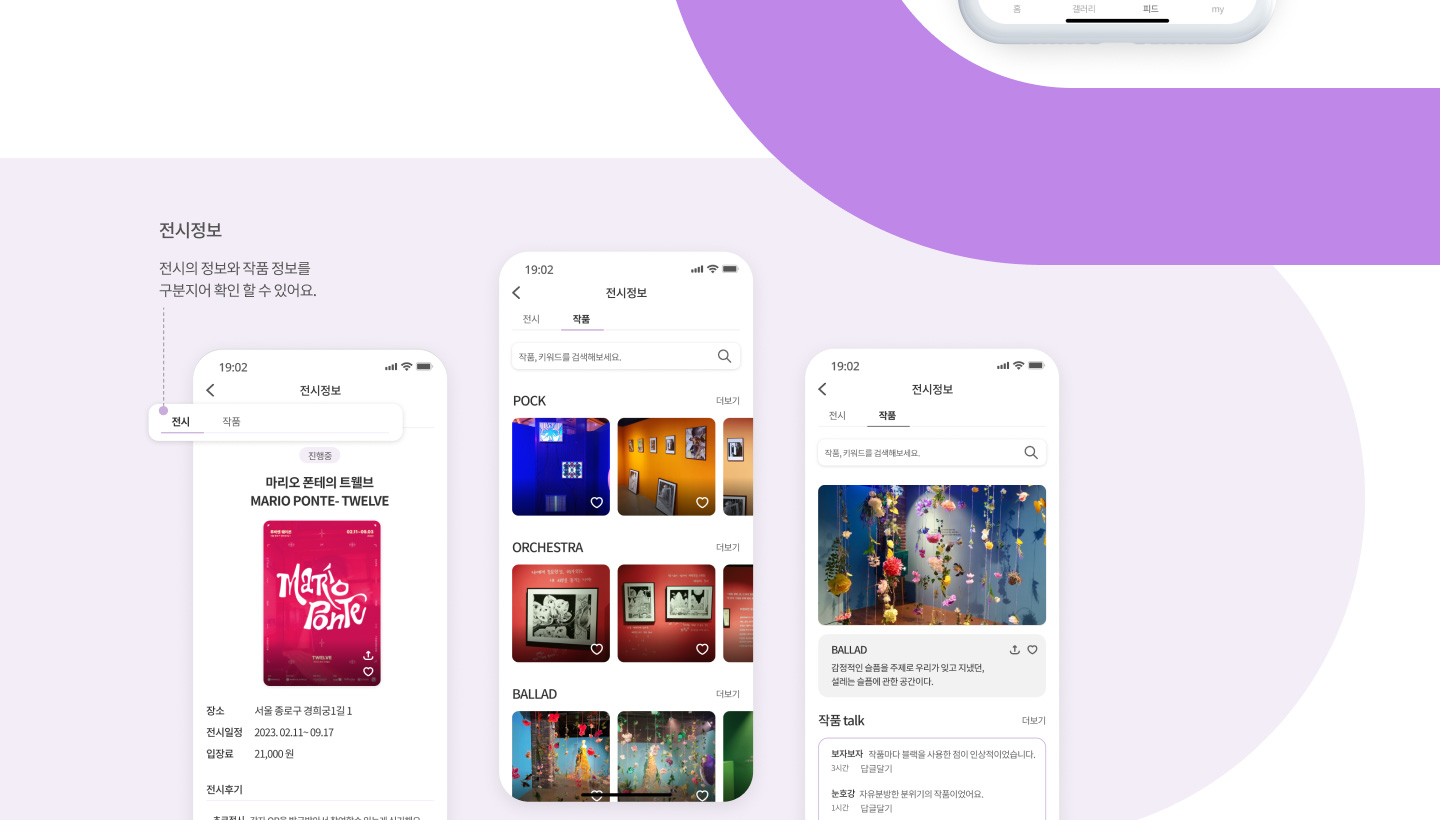 홈
갤러리
피드
my
전시정보
전시의 정보와 작품 정보를
구분지어 확인 할 수 있어요.
19:02
전시정보
전시
작품
진행중
마리오 폰테의 트웰브
MARIO PONTE- TWELVE
02.11~09.03
Mario
Ponte
TWELVE
장소
서울 종로구 경희궁1길 1
전시일정
2023. 02.11~ 09.17
입장료
21,000 원
전시후기
19:02
전시정보
전시
작품
작품, 키워드를 검색해보세요.
POCK
더보기
ORCHESTRA
더보기
BALLAD
더보기
19:02
전시정보
전시
작품
작품, 키워드를 검색해보세요.
BALLAD
감정적인 슬픔을 주제로 우리가 잊고 지냈던,
설레는 슬픔에 관한 공간이다.
작품 talk
더보기
보자보자 작품마다 블랙을 사용한 점이 인상적이었습니다.
3시간 답글달기
눈호강 자유분방한 분위기의 작품이었어요.
1시간 답글달기